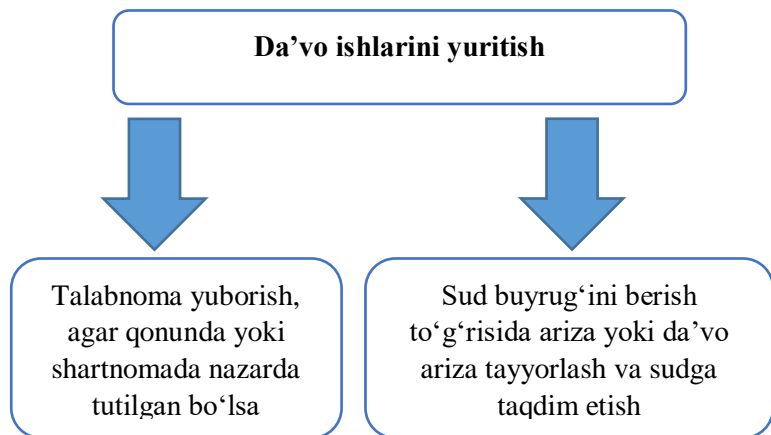 Da’vo ishlarini yuritish
Talabnoma yuborish,
agar qonunda yoki
shartnomada nazarda
tutilgan bo‘lsa
Sud buyrug‘ini berish
to‘g‘risida ariza yoki da’vo
ariza tayyorlash va sudga
taqdim etish